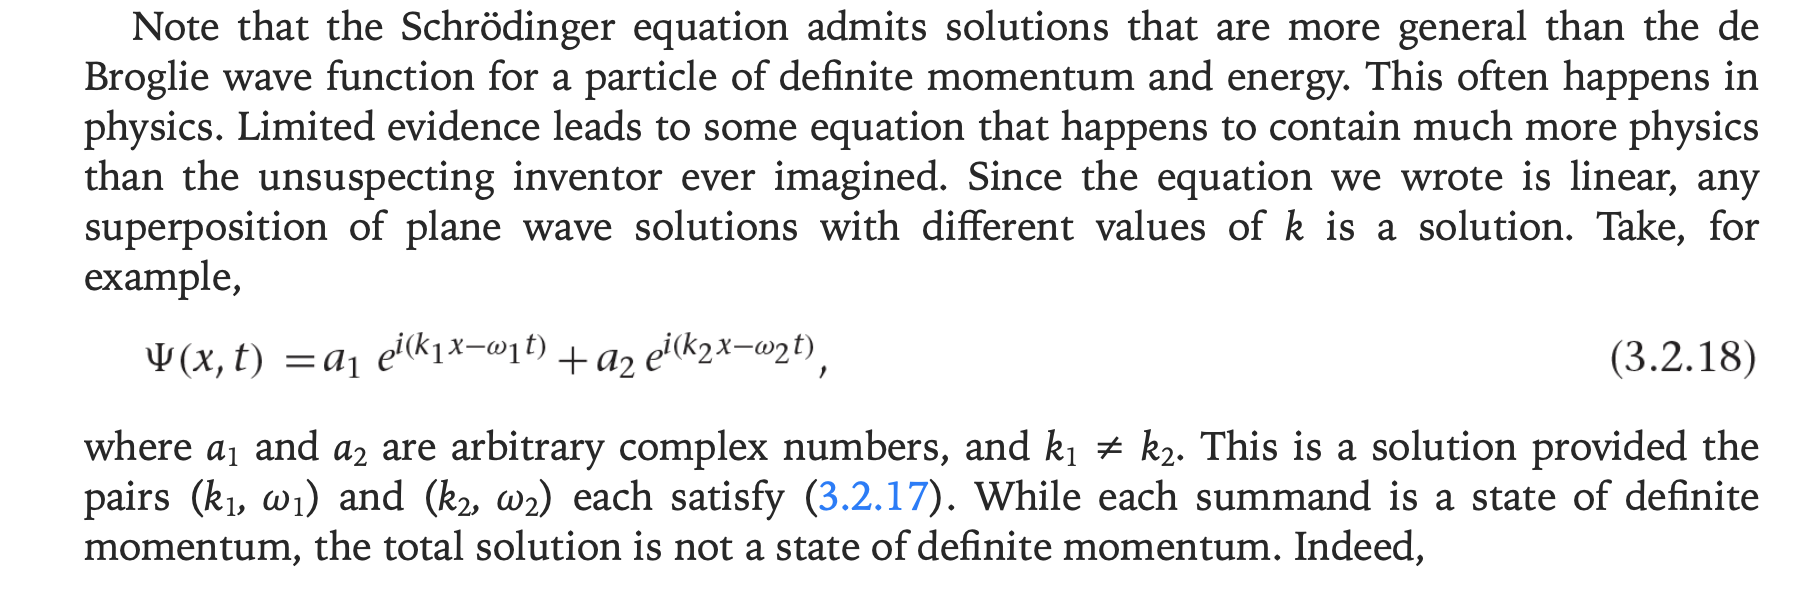 Note that the Schrödinger equation admits solutions that are more general than the de
Broglie wave function for a particle of definite momentum and energy. This often happens in
physics. Limited evidence leads to some equation that happens to contain much more physics
than the unsuspecting inventor ever imagined. Since the equation we wrote is linear, any
superposition of plane wave solutions with different values of k is a solution. Take, for
example,
Ψ(x, t) = a₁ e^{i(k₁x−ω₁t)} + a₂ e^{i(k₂x−ω₂t)}, (3.2.18)
where a₁ and a₂ are arbitrary complex numbers, and k₁ ≠ k₂. This is a solution provided the
pairs (k₁, ω₁) and (k₂, ω₂) each satisfy (3.2.17). While each summand is a state of definite
momentum, the total solution is not a state of definite momentum. Indeed,